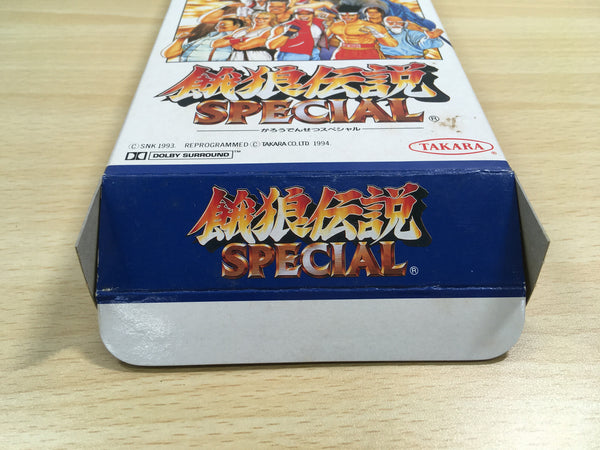 餓狼伝説
SPECIAL®
がろうでんせつスペシャル
©SNK 1993. REPROGRAMMED © TAKARA CO.LTD 1994.
DOLBY SURROUND™
TAKARA
餓狼伝説
SPECIAL®